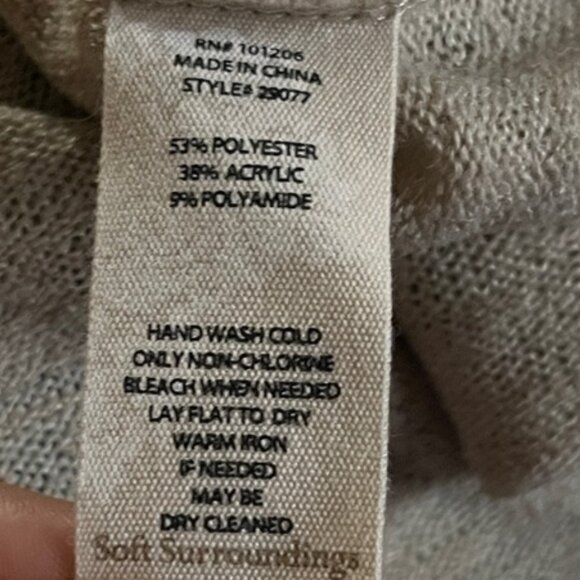 RN# 101206
MADE IN CHINA
STYLE# 29077
53% POLYESTER
38% ACRYLIC
9% POLYAMIDE
HAND WASH COLD
ONLY NON-CHLORINE
BLEACH WHEN NEEDED
LAY FLAT TO DRY
WARM IRON
IF NEEDED
MAY BE
DRY CLEANED
Soft Surroundings